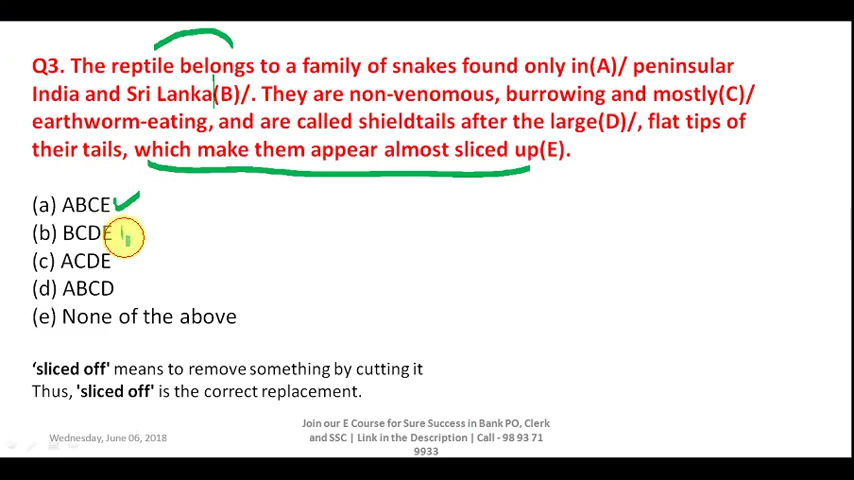 Q3. The reptile belongs to a family of snakes found only in(A)/ peninsular
India and Sri Lanka(B)/. They are non-venomous, burrowing and mostly(C)/
earthworm-eating, and are called shieldtails after the large(D)/, flat tips of
their tails, which make them appear almost sliced up(E).
(a) ABCE
(b) BCDE
(c) ACDE
(d) ABCD
(e) None of the above
‘sliced off' means to remove something by cutting it
Thus, 'sliced off' is the correct replacement.
Wednesday, June 06, 2018
Join our E Course for Sure Success in Bank PO, Clerk
and SSC | Link in the Description | Call - 98 93 71
9933